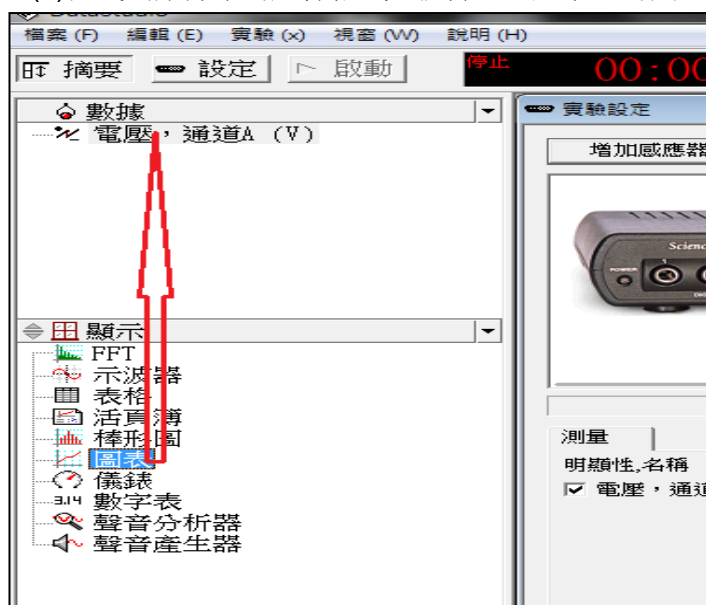 檔案 (F) 編輯 (E) 實驗 (x) 視窗 (W) 說明 (H)
摘要 設定 啟動 停止 00:00
數據
電壓，通道A (V)
顯示
FFT
示波器
表格
活頁簿
棒形圖
圖表
儀錶
3.14 數字表
聲音分析器
聲音產生器
實驗設定
增加感應器
Scienc
POWER
1
DIG
測量
明顯性,名稱
電壓，通道